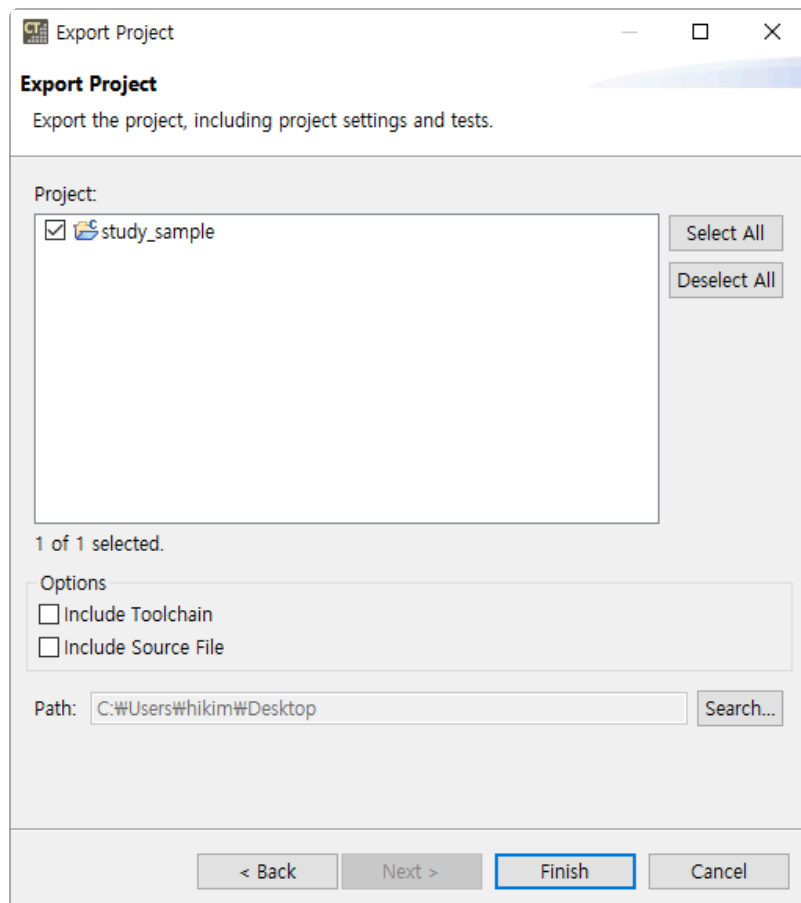 CT Export Project
Export Project
Export the project, including project settings and tests.
Project:
study_sample
Select All
Deselect All
1 of 1 selected.
Options
Include Toolchain
Include Source File
Path: C:₩Users₩hikim₩Desktop Search...
< Back Next > Finish Cancel